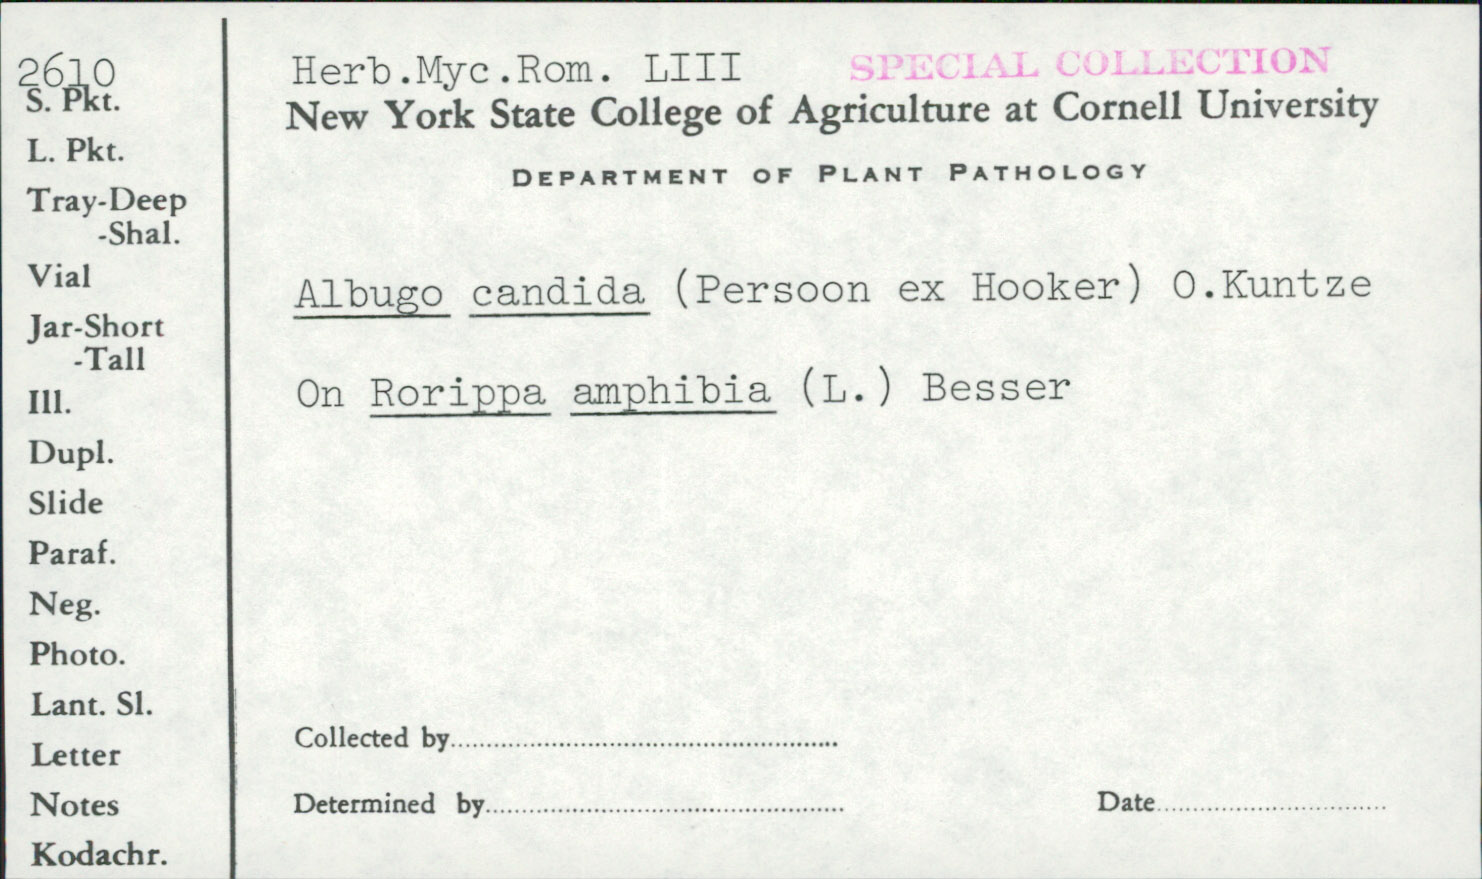 2610
S. Pkt.
L. Pkt.
Tray-Deep
-Shal.
Vial
Jar-Short
-Tall
Ill.
Dupl.
Slide
Paraf.
Neg.
Photo.
Lant. Sl.
Letter
Notes
Kodachr.
Herb.Myc.Rom. LIII SPECIAL COLLECTION
New York State College of Agriculture at Cornell University
DEPARTMENT OF PLANT PATHOLOGY
Albugo candida (Persoon ex Hooker) O.Kuntze
On Rorippa amphibia (L.) Besser
Collected by
Determined by Date